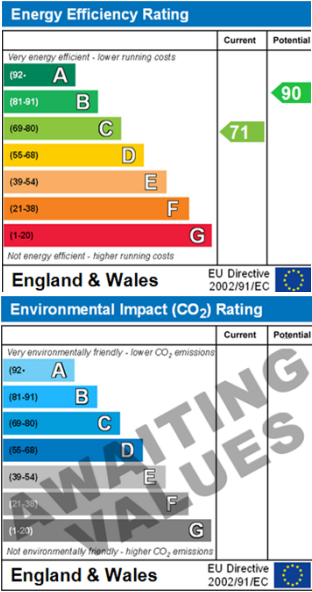 Energy Efficiency Rating
Current Potential
Very energy efficient - lower running costs
(92- A
(81-91) B
(69-80) C
(55-68) D
(39-54) E
(21-38) F
(1-20) G
71
90
Not energy efficient - higher running costs
England & Wales
EU Directive
2002/91/EC
Environmental Impact (CO₂) Rating
Current Potential
Very environmentally friendly - lower CO₂ emissions
(92- A
(81-91) B
(69-80) C
(55-68) D
(39-54) E
(21-38) F
(1-20) G
AWAITING
VALUES
Not environmentally friendly - higher CO₂ emissions
England & Wales
EU Directive
2002/91/EC